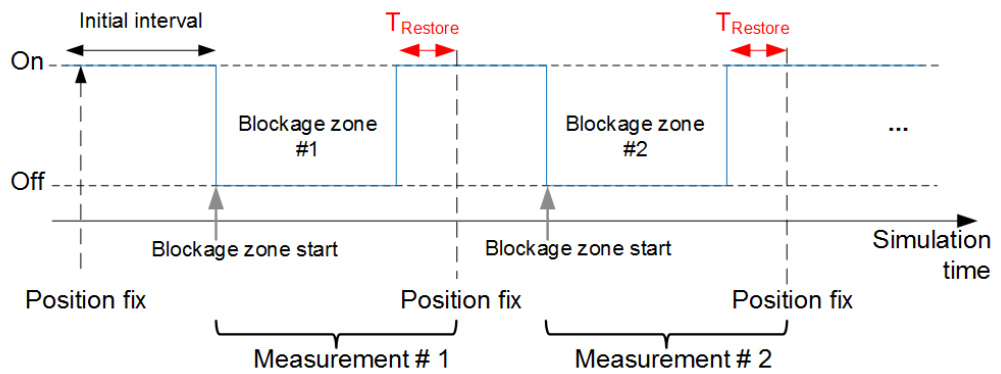 Initial interval
T_Restore
T_Restore
On
Blockage zone
#1
Blockage zone
#2
...
Off
Blockage zone start
Blockage zone start
Simulation
time
Position fix
Position fix
Position fix
Measurement # 1
Measurement # 2